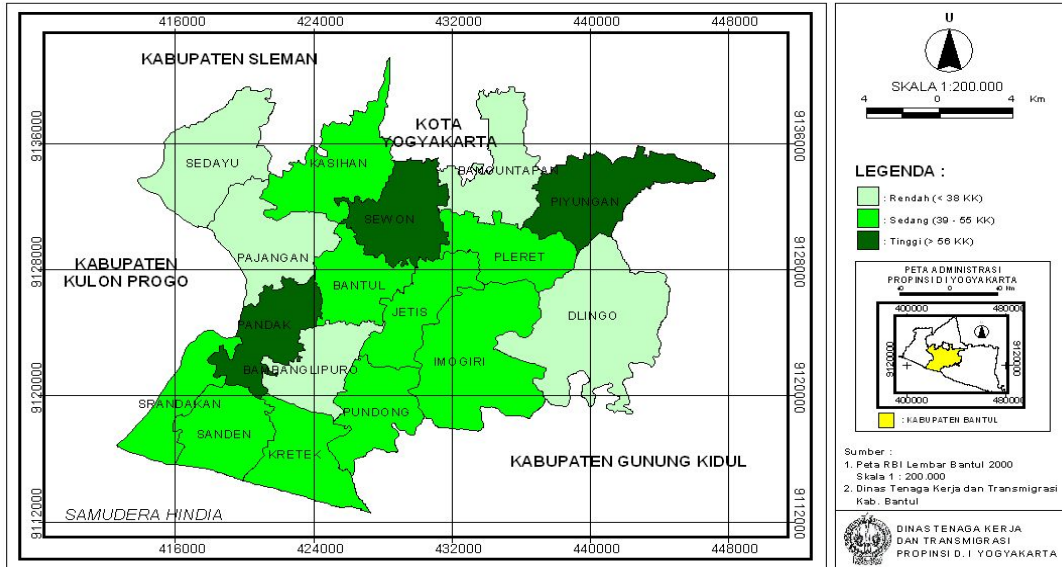 416000 424000 432000 440000 448000
KABUPATEN SLEMAN
KOTA
YOGYAKARTA
9136000
9136000
SEDAYU
KASIHAN
BANGUNTAPAN
PIYUNGAN
SEWON
PAJANGAN
PLERET
KABUPATEN
KULON PROGO
9128000
9128000
BANTUL
JETIS
DLINGO
PANDAK
IMOGIRI
BAMBANGLIPURO
9120000
9120000
SRANDAKAN
PUNDONG
SANDEN
KRETEK
KABUPATEN GUNUNG KIDUL
9112000
9112000
SAMUDERA HINDIA
416000 424000 432000 440000 448000
U
SKALA 1:200.000
4 0 4 Km
LEGENDA :
: Rendah (< 38 KK)
: Sedang (39 - 55 KK)
: Tinggi (> 56 KK)
PETA ADMINISTRASI
PROPINSI D.I YOGYAKARTA
400000 480000
9120000
9120000
400000 480000
: KABUPATEN BANTUL
Sumber :
1. Peta RBI Lembar Bantul 2000
Skala 1 : 200.000
2. Dinas Tenaga Kerja dan Transmigrasi
Kab. Bantul
DINAS TENAGA KERJA
DAN TRANSMIGRASI
PROPINSI D. I YOGYAKARTA